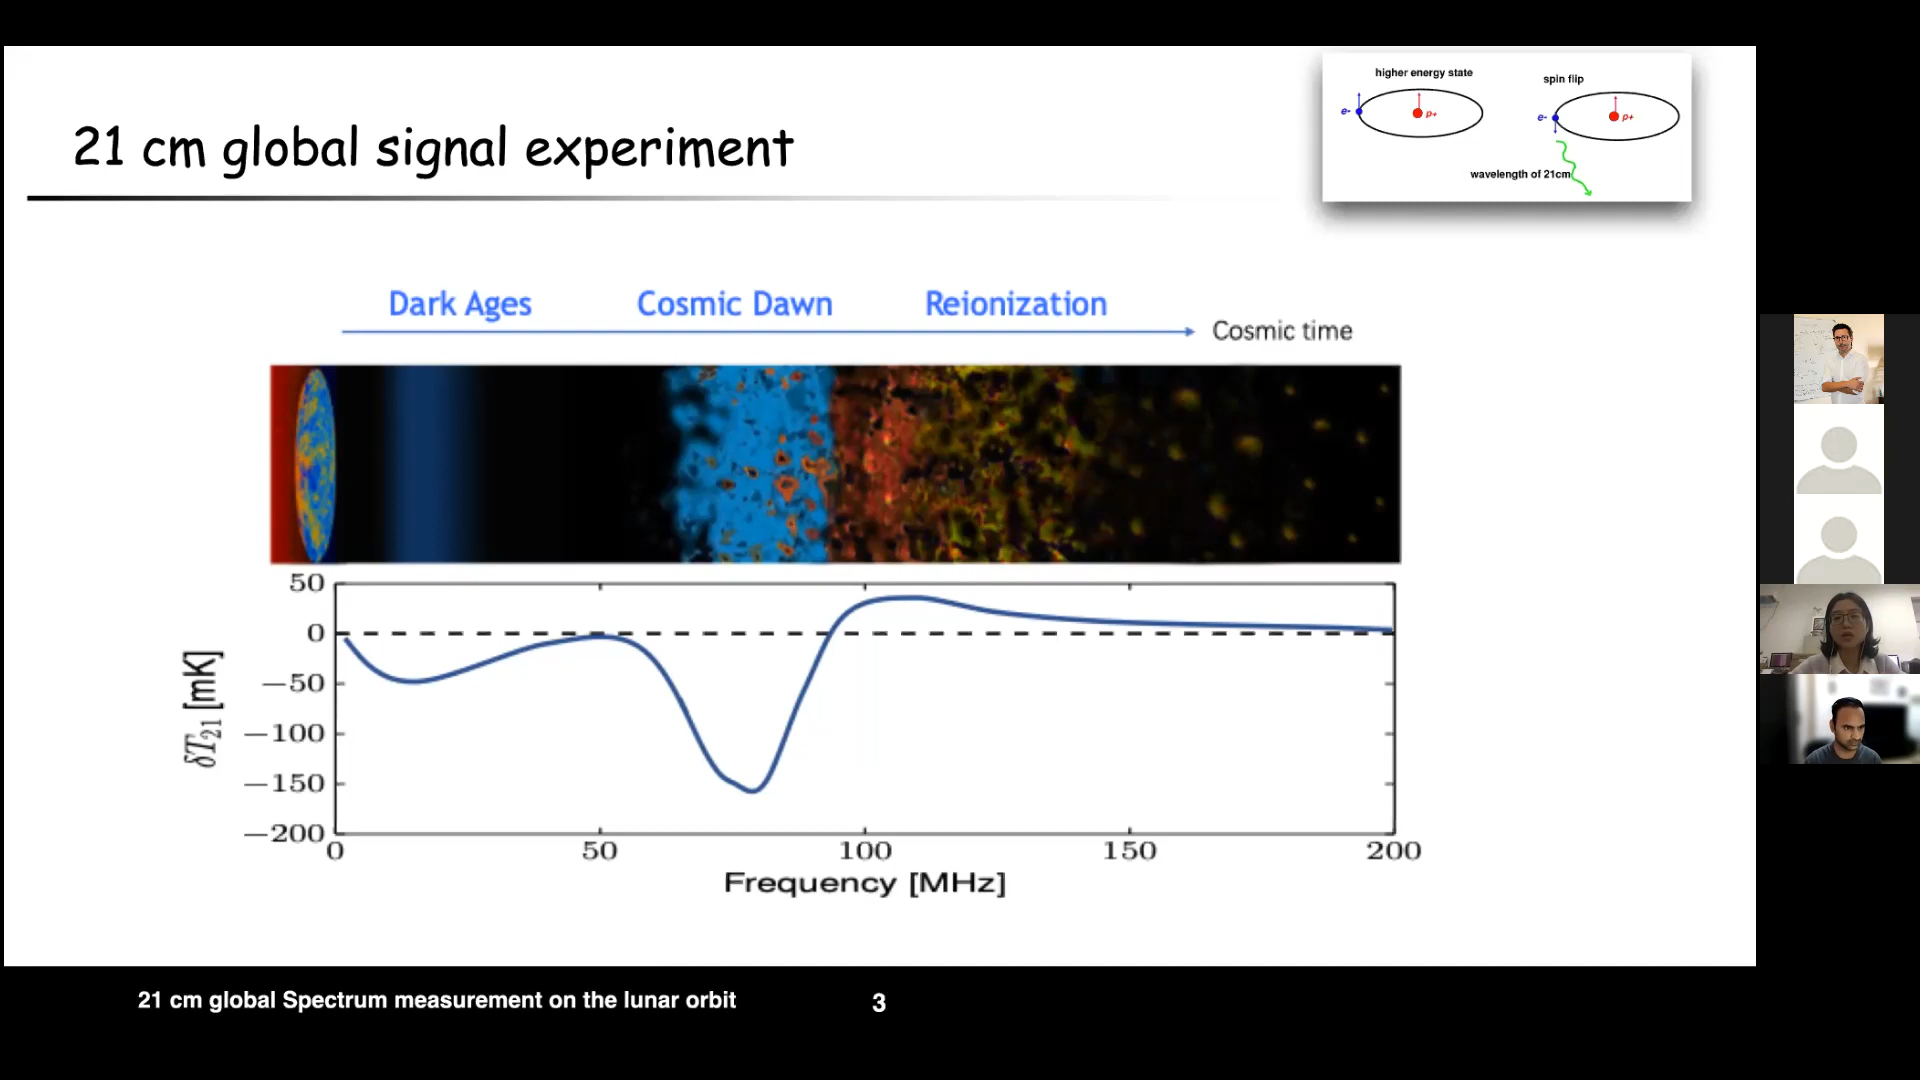 higher energy state
spin flip
e-
p+
e-
p+
wavelength of 21cm
21 cm global signal experiment
Dark Ages
Cosmic Dawn
Reionization
Cosmic time
50
0
−50
−100
−150
−200
δT21 [mK]
0
50
100
150
200
Frequency [MHz]
21 cm global Spectrum measurement on the lunar orbit
3